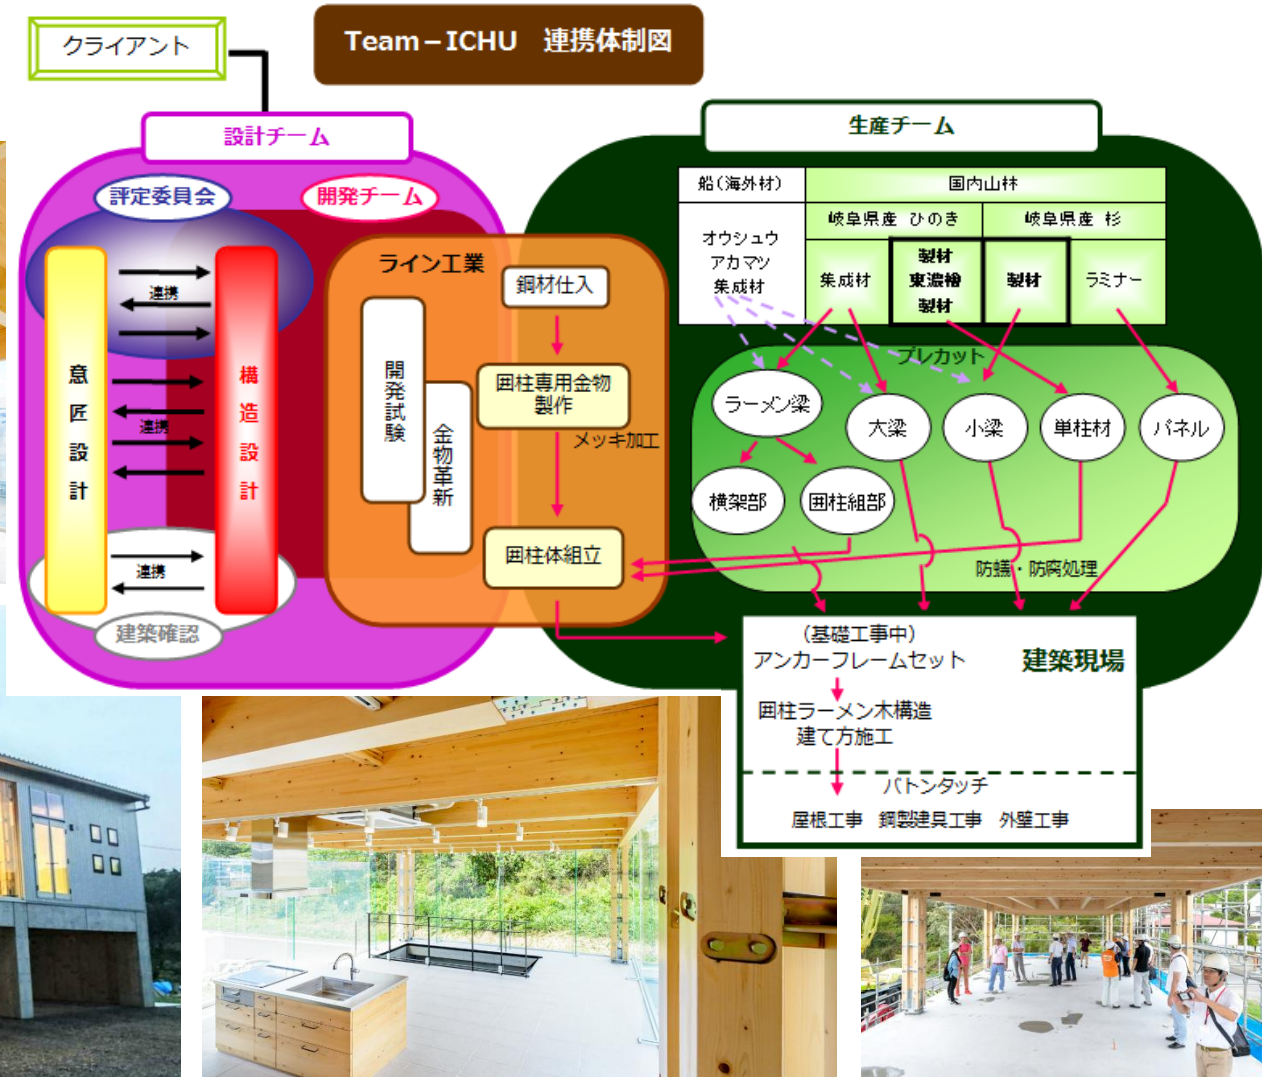 クライアント
Team－ICHU　連携体制図
設計チーム
評定委員会
開発チーム
連携
連携
連携
意匠設計
構造設計
建築確認
ライン工業
開発試験
金物革新
鋼材仕入
囲柱専用金物
製作
メッキ加工
囲柱体組立
生産チーム
船(海外材)
国内山林
オウシュウ
アカマツ
集成材
岐阜県産 ひのき
岐阜県産 杉
集成材
製材
東濃檜
製材
製材
ラミナー
プレカット
ラーメン梁
大梁
小梁
単柱材
パネル
横架部
囲柱組部
防蟻・防腐処理
建築現場
(基礎工事中)
アンカーフレームセット
囲柱ラーメン木構造
建て方施工
バトンタッチ
屋根工事 鋼製建具工事 外壁工事